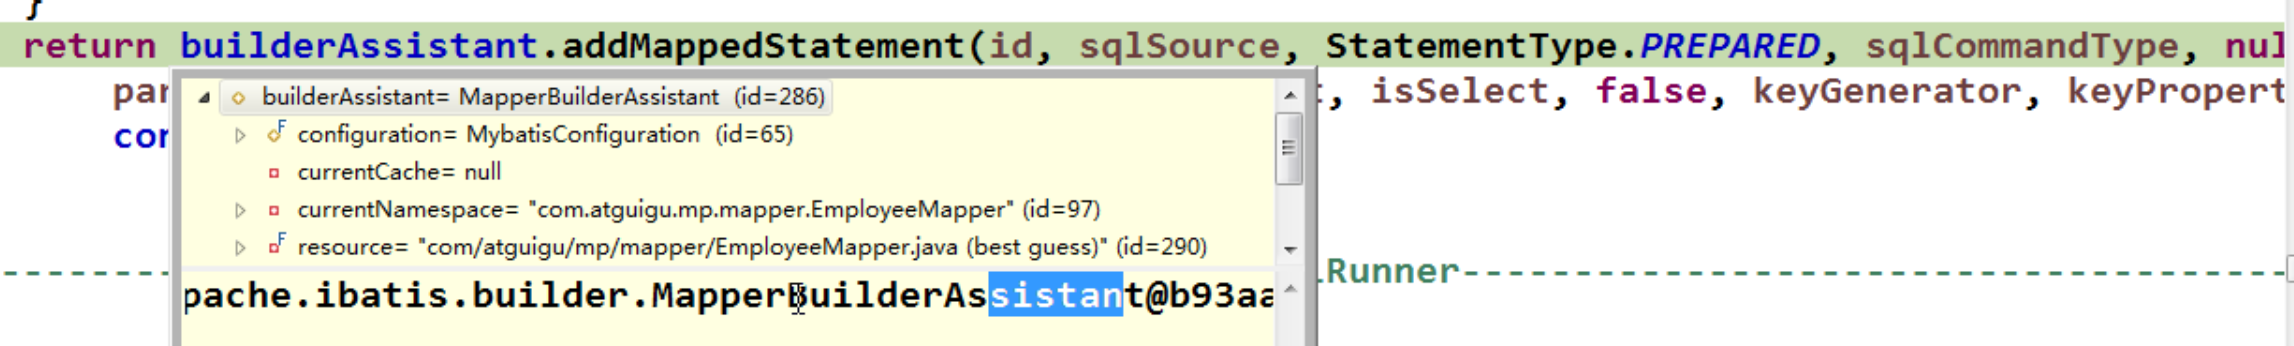 }
return builderAssistant.addMappedStatement(id, sqlSource, StatementType.PREPARED, sqlCommandType, nul
par
, isSelect, false, keyGenerator, keyPropert
con
builderAssistant= MapperBuilderAssistant (id=286)
configuration= MybatisConfiguration (id=65)
currentCache= null
currentNamespace= "com.atguigu.mp.mapper.EmployeeMapper" (id=97)
resource= "com/atguigu/mp/mapper/EmployeeMapper.java (best guess)" (id=290)
pache.ibatis.builder.MapperBuilderAssistant@b93aa
Runner------------------------------------------------